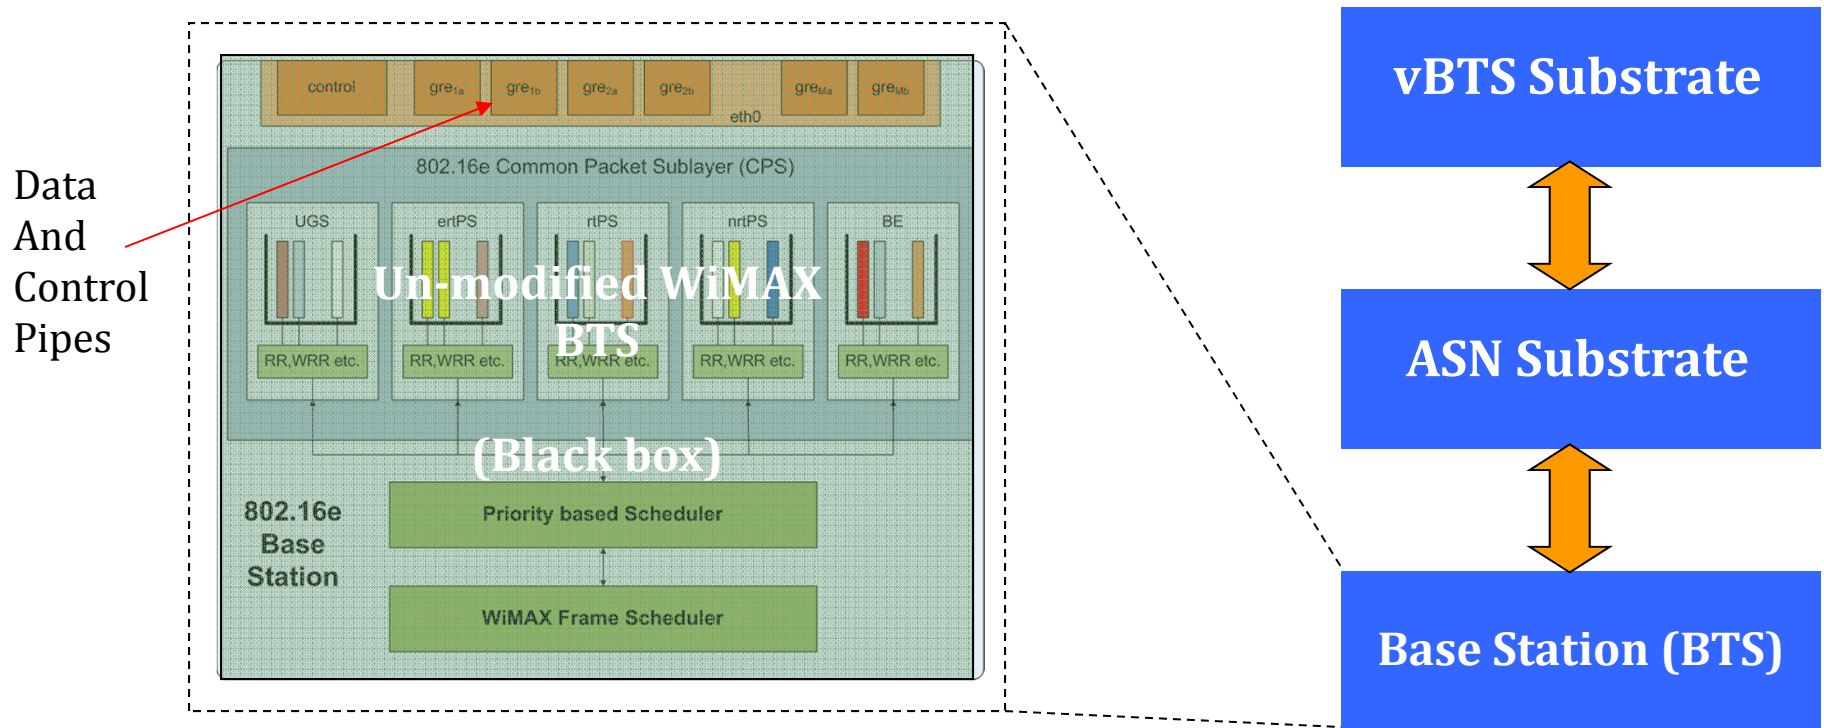 Data
And
Control
Pipes
control
gre1a
gre1b
gre2a
gre2b
greMa
greMb
eth0
802.16e Common Packet Sublayer (CPS)
UGS
ertPS
rtPS
nrtPS
BE
Un-modified WiMAX
BTS
RR,WRR etc.
RR,WRR etc.
RR,WRR etc.
RR,WRR etc.
RR,WRR etc.
(Black box)
802.16e
Base
Station
Priority based Scheduler
WiMAX Frame Scheduler
vBTS Substrate
ASN Substrate
Base Station (BTS)